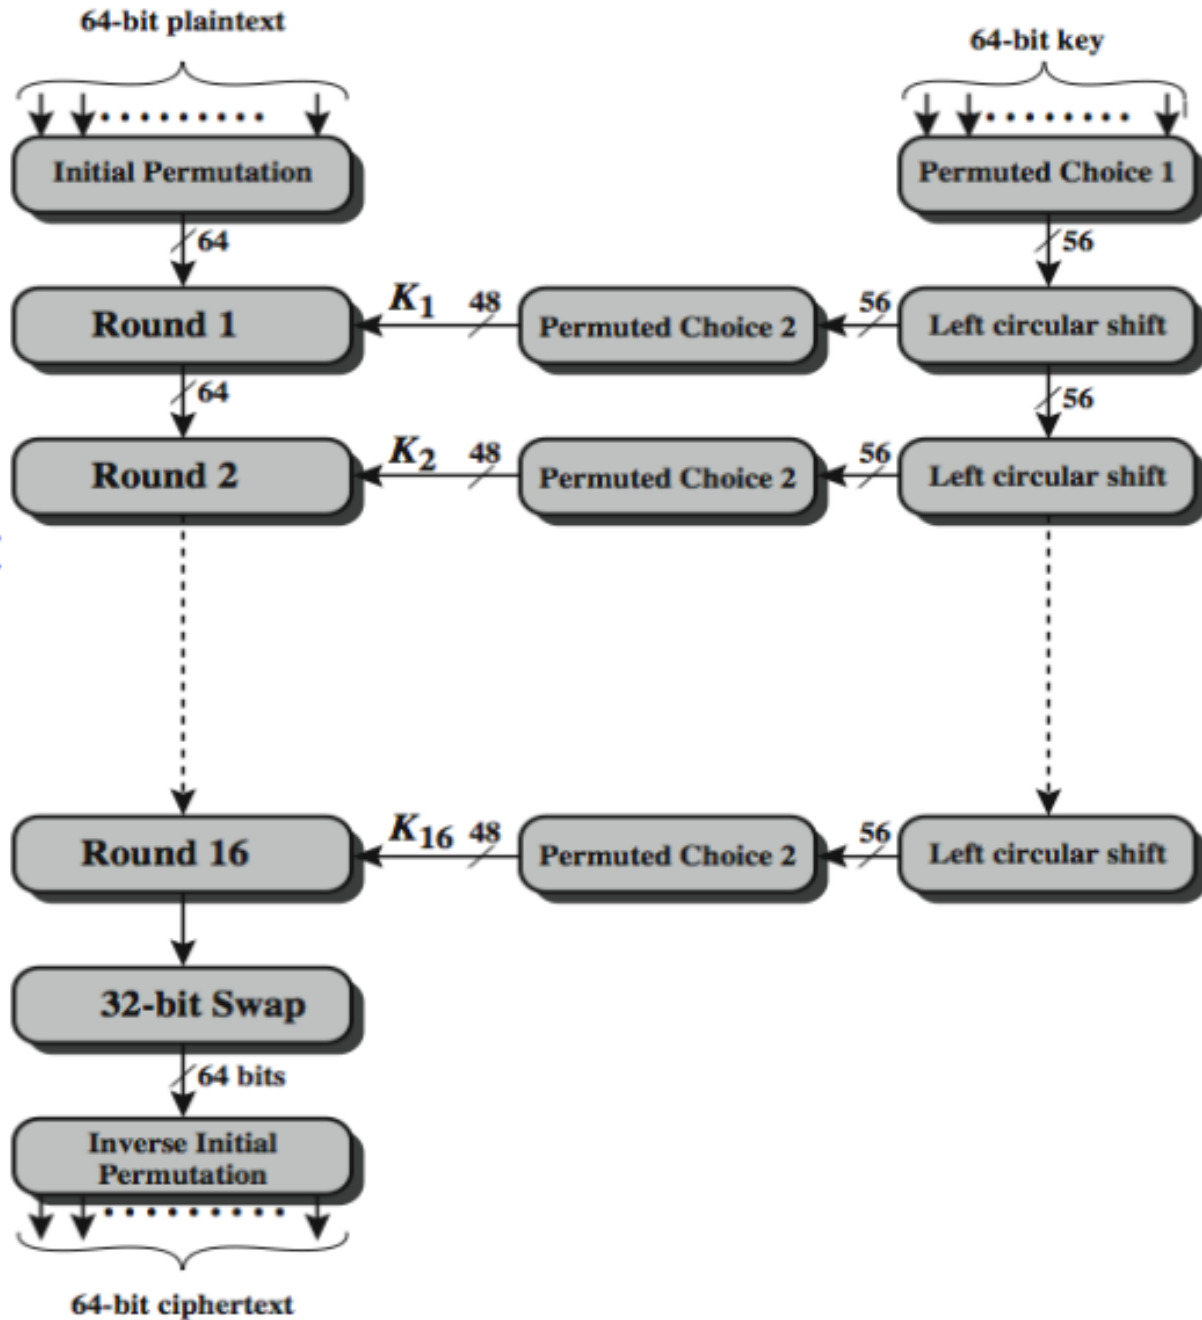 64-bit plaintext
64-bit key
Initial Permutation
Permuted Choice 1
64
56
Round 1
K1
48
Permuted Choice 2
56
Left circular shift
64
56
Round 2
K2
48
Permuted Choice 2
56
Left circular shift
Round 16
K16
48
Permuted Choice 2
56
Left circular shift
32-bit Swap
64 bits
Inverse Initial
Permutation
64-bit ciphertext